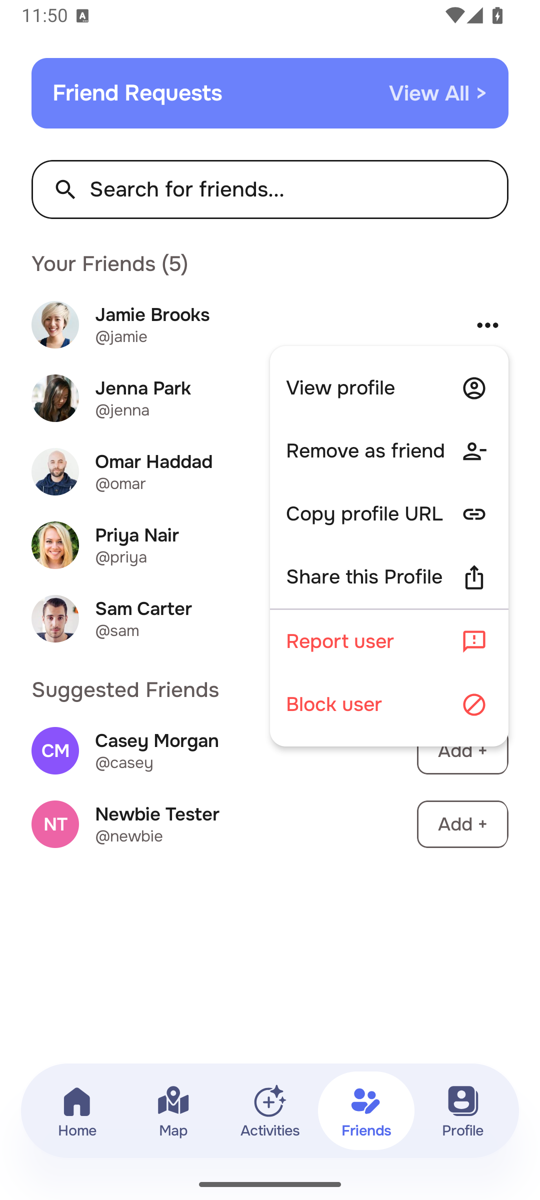 11:50
Friend Requests
View All >
Search for friends...
Your Friends (5)
Jamie Brooks
@jamie
Jenna Park
@jenna
Omar Haddad
@omar
Priya Nair
@priya
Sam Carter
@sam
View profile
Remove as friend
Copy profile URL
Share this Profile
Report user
Block user
Suggested Friends
CM
Casey Morgan
@casey
Add +
NT
Newbie Tester
@newbie
Add +
Home
Map
Activities
Friends
Profile